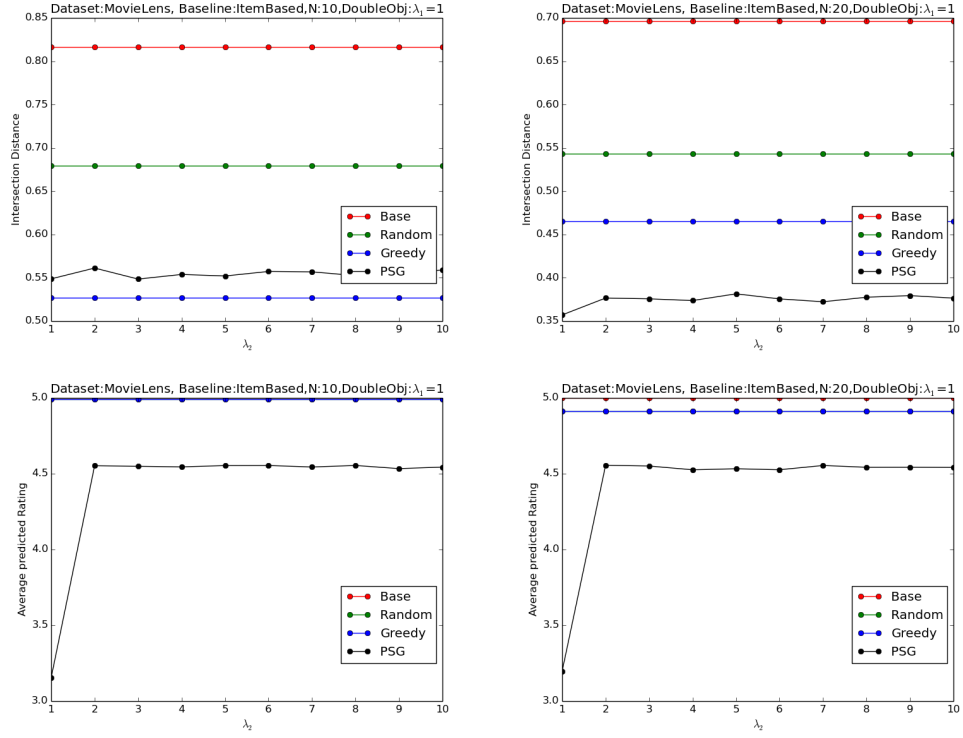 Dataset:MovieLens, Baseline:ItemBased,N:10,DoubleObj:λ₁=1
0.85
0.80
0.75
0.70
0.65
0.60
0.55
0.50
Intersection Distance
1 2 3 4 5 6 7 8 9 10
λ₂
Base
Random
Greedy
PSG
Dataset:MovieLens, Baseline:ItemBased,N:20,DoubleObj:λ₁=1
0.70
0.65
0.60
0.55
0.50
0.45
0.40
0.35
Intersection Distance
1 2 3 4 5 6 7 8 9 10
λ₂
Base
Random
Greedy
PSG
Dataset:MovieLens, Baseline:ItemBased,N:10,DoubleObj:λ₁=1
5.0
4.5
4.0
3.5
3.0
Average predicted Rating
1 2 3 4 5 6 7 8 9 10
λ₂
Base
Random
Greedy
PSG
Dataset:MovieLens, Baseline:ItemBased,N:20,DoubleObj:λ₁=1
5.0
4.5
4.0
3.5
3.0
Average predicted Rating
1 2 3 4 5 6 7 8 9 10
λ₂
Base
Random
Greedy
PSG